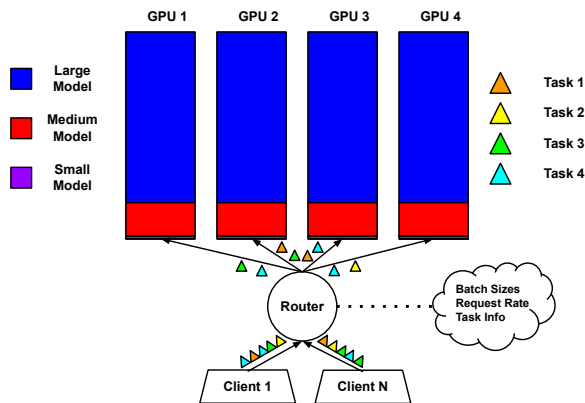 GPU 1
GPU 2
GPU 3
GPU 4
Large
Model
Medium
Model
Small
Model
Task 1
Task 2
Task 3
Task 4
Router
Batch Sizes
Request Rate
Task Info
Client 1
Client N